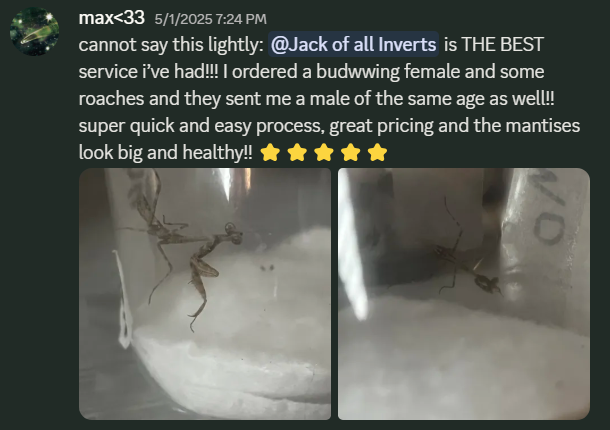 max<33 5/1/2025 7:24 PM
cannot say this lightly: @Jack of all Inverts is THE BEST
service i've had!!! I ordered a budwwing female and some
roaches and they sent me a male of the same age as well!!
super quick and easy process, great pricing and the mantises
look big and healthy!! ⭐⭐⭐⭐⭐